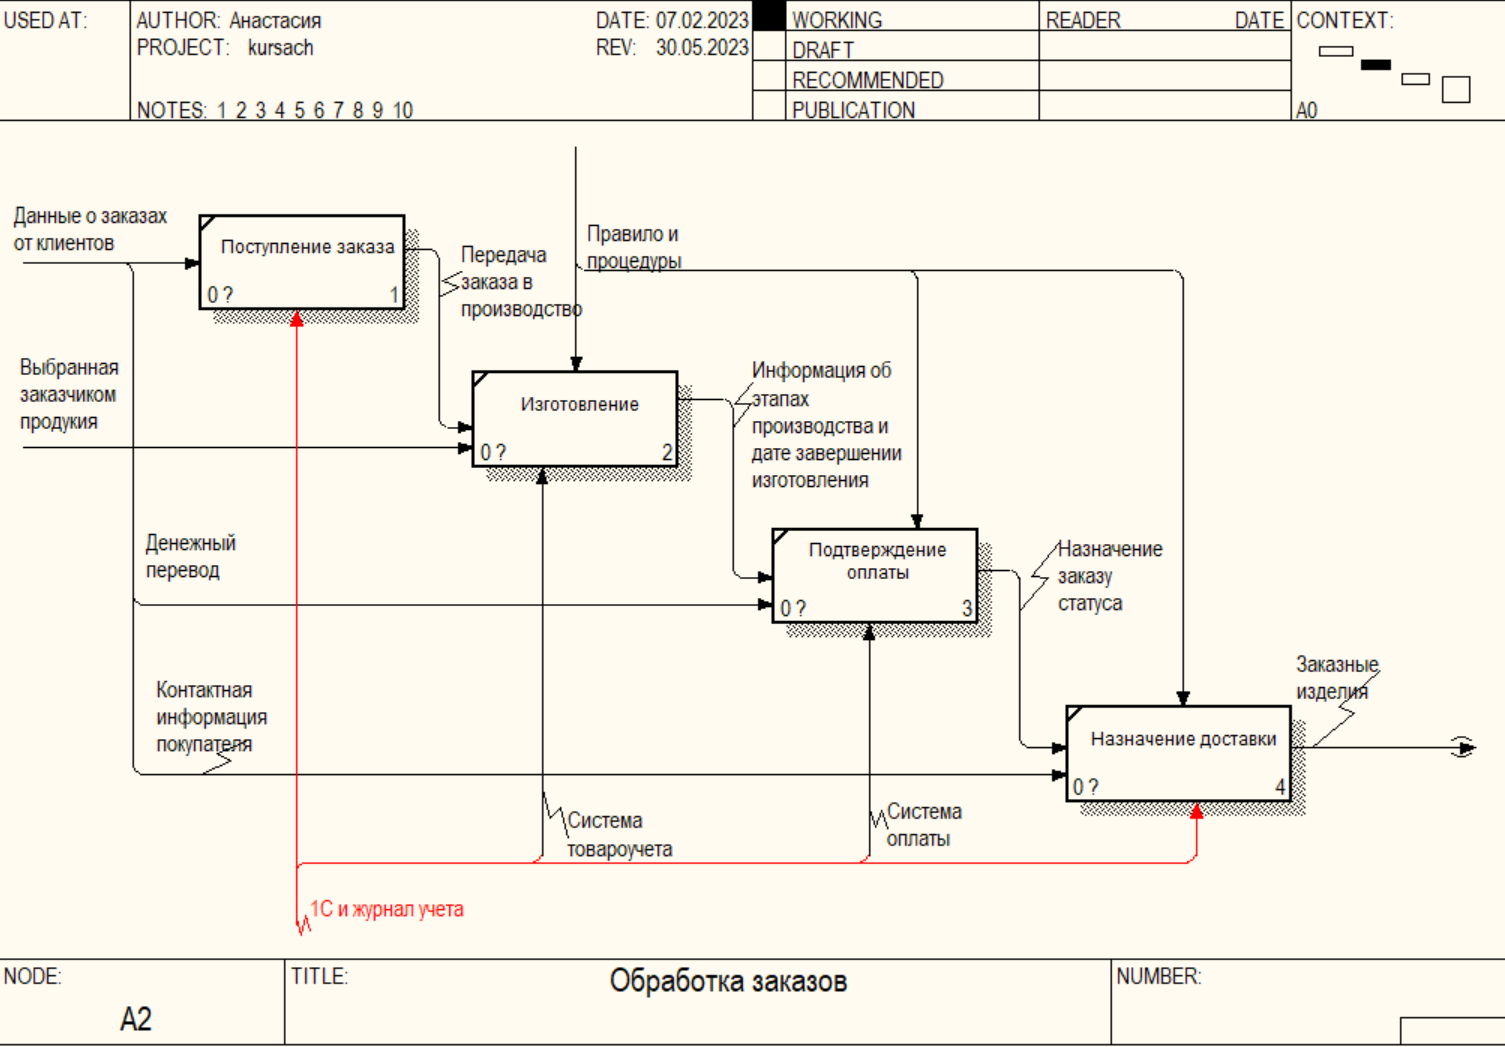 USED AT:
AUTHOR: Анастасия
DATE: 07.02.2023
PROJECT: kursach
REV: 30.05.2023
NOTES: 1 2 3 4 5 6 7 8 9 10
WORKING
DRAFT
RECOMMENDED
PUBLICATION
READER
DATE
CONTEXT:
A0
Данные о заказах
от клиентов
Поступление заказа
0 ?
1
Передача
заказа в
производство
Правило и
процедуры
Выбранная
заказчиком
продукия
Изготовление
0 ?
2
Информация об
этапах
производства и
дате завершении
изготовления
Денежный
перевод
Подтверждение
оплаты
0 ?
3
Назначение
заказу
статуса
Контактная
информация
покупателя
Заказные
изделия
Назначение доставки
0 ?
4
Система
товароучета
Система
оплаты
1С и журнал учета
NODE:
A2
TITLE:
Обработка заказов
NUMBER: